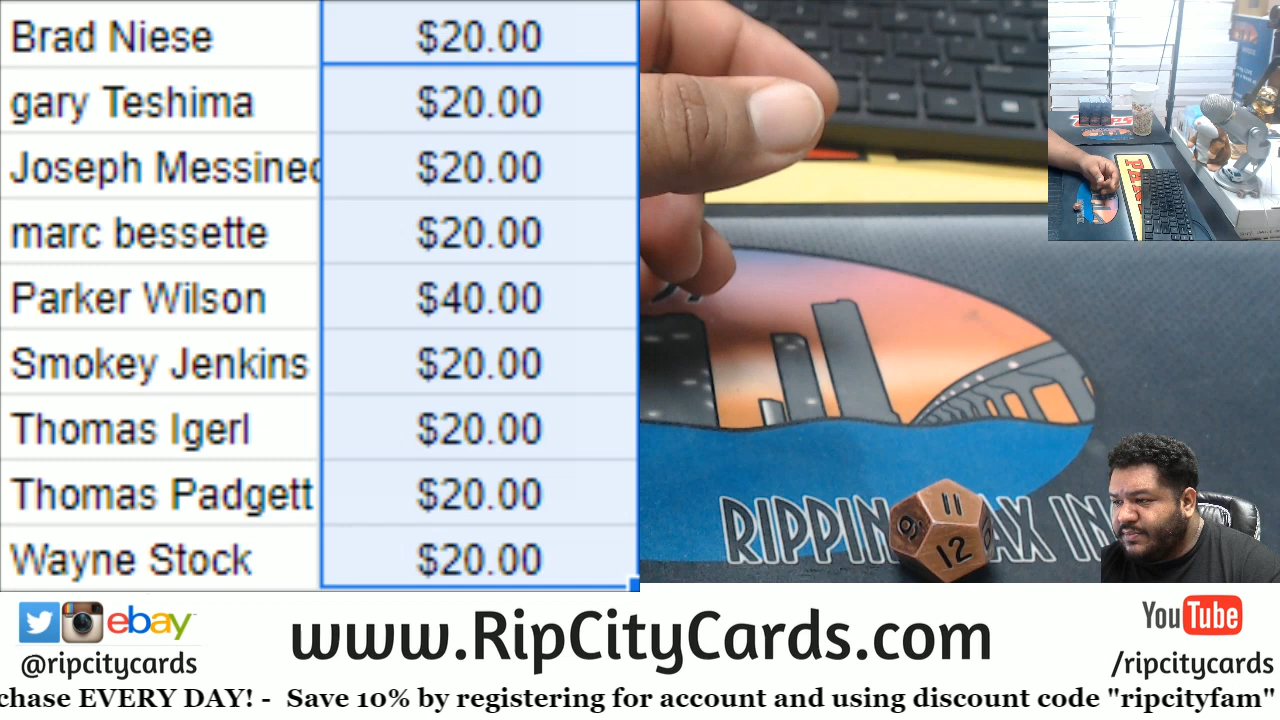 Brad Niese $20.00
gary Teshima $20.00
Joseph Messinec $20.00
marc bessette $20.00
Parker Wilson $40.00
Smokey Jenkins $20.00
Thomas Igerl $20.00
Thomas Padgett $20.00
Wayne Stock $20.00
11
9
12
RIPPIN
AX IN
ebay
@ripcitycards
www.RipCityCards.com
YouTube
/ripcitycards
chase EVERY DAY! - Save 10% by registering for account and using discount code "ripcityfam"